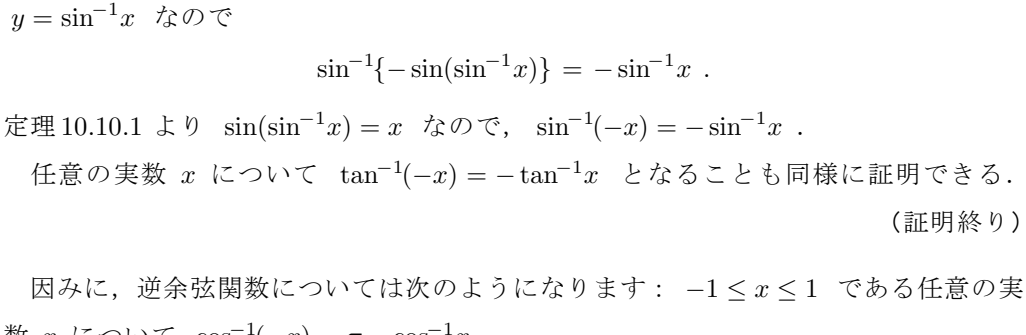 y = sin⁻¹x なので
sin⁻¹{−sin(sin⁻¹x)} = −sin⁻¹x .
定理 10.10.1 より sin(sin⁻¹x) = x なので， sin⁻¹(−x) = −sin⁻¹x ．
任意の実数 x について tan⁻¹(−x) = −tan⁻¹x となることも同様に証明できる．
（証明終り）
因みに，逆余弦関数については次のようになります： −1 ≤ x ≤ 1 である任意の実